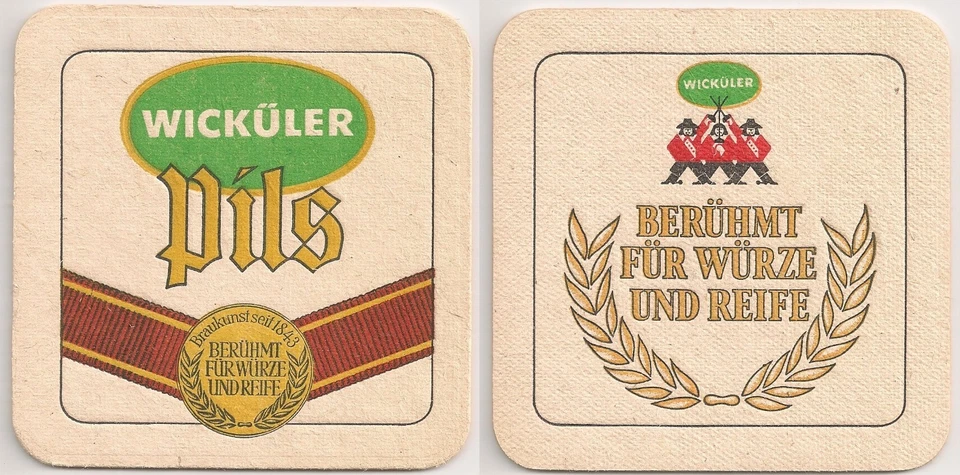 WICKÜLER
Pils
Braukunst seit 1843
BERÜHMT
FÜR WÜRZE
UND REIFE
WICKÜLER
BERÜHMT
FÜR WÜRZE
UND REIFE